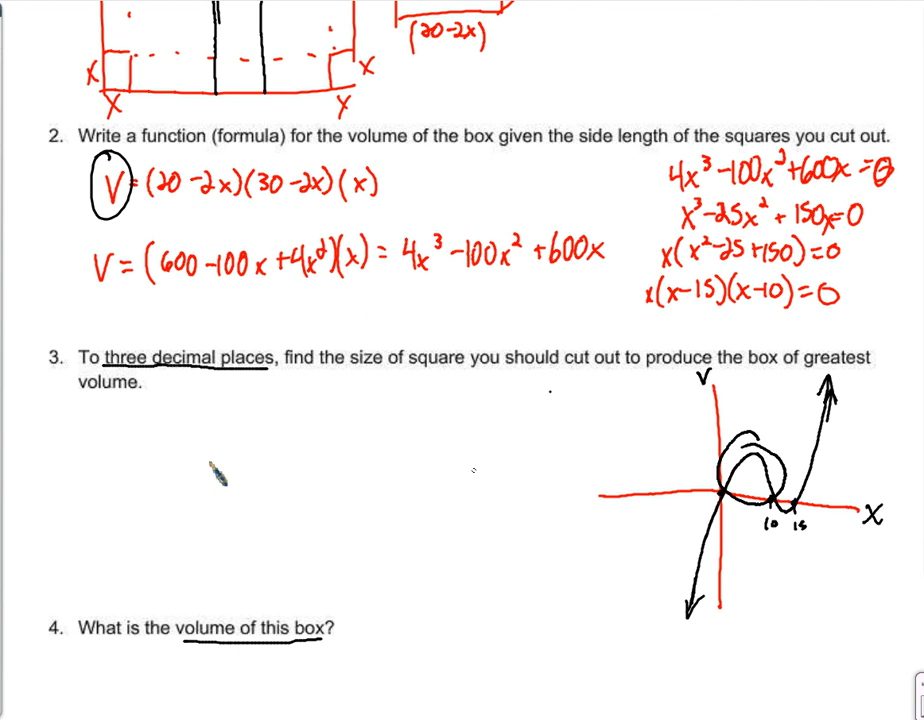 (20-2x)
x
x
x
x
2. Write a function (formula) for the volume of the box given the side length of the squares you cut out.
V = (20 -2x)(30 -2x)(x)
V = (600 -100x +4x²)(x) = 4x³ -100x² +600x
4x³ -100x² +600x = 0
x³ -25x² + 150x = 0
x(x² -25 +150) = 0
x(x-15)(x-10) = 0
3. To three decimal places, find the size of square you should cut out to produce the box of greatest
volume.
V
10 15
X
4. What is the volume of this box?